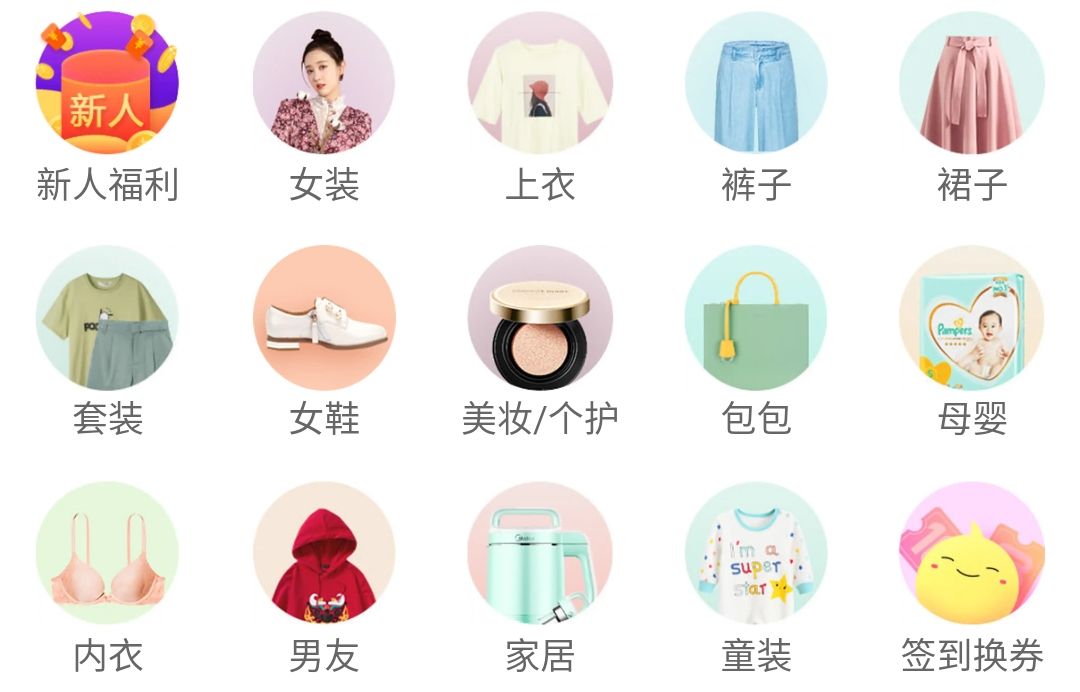 新人
新人福利
女装
上衣
裤子
裙子
POO
Pampers
套装
女鞋
美妆/个护
包包
母婴
Midea
I'm a
super
star
内衣
男友
家居
童装
签到换券